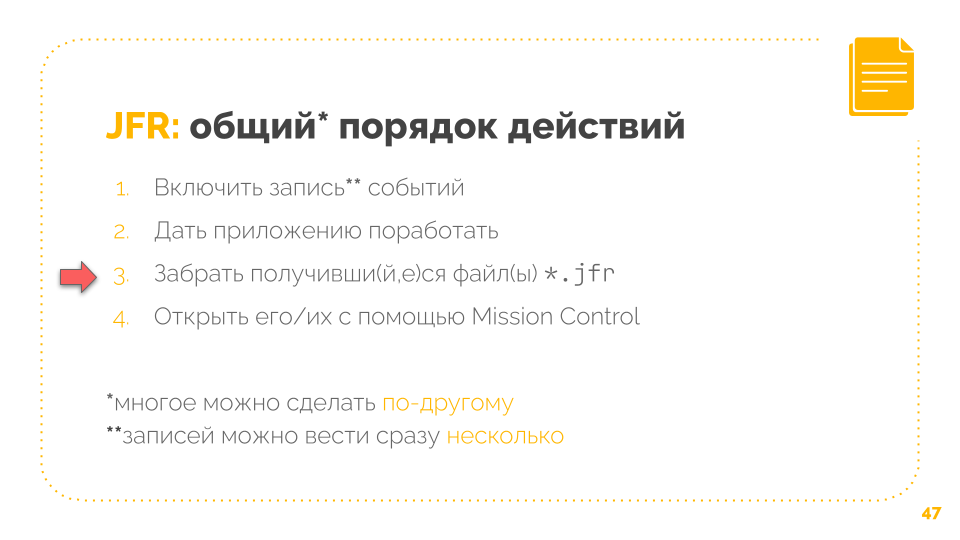 JFR: общий* порядок действий
1. Включить запись** событий
2. Дать приложению поработать
3. Забрать получивши(й,е)ся файл(ы) *.jfr
4. Открыть его/их с помощью Mission Control
*многое можно сделать по-другому
**записей можно вести сразу несколько
47